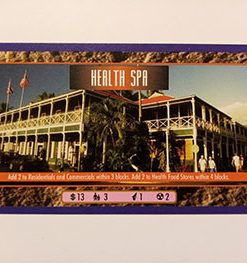 HEALTH SPA
Add 2 to Residentials and Commercials within 3 blocks. Add 2 to Health Food Stores within 4 blocks.
$ 13 3 1 2